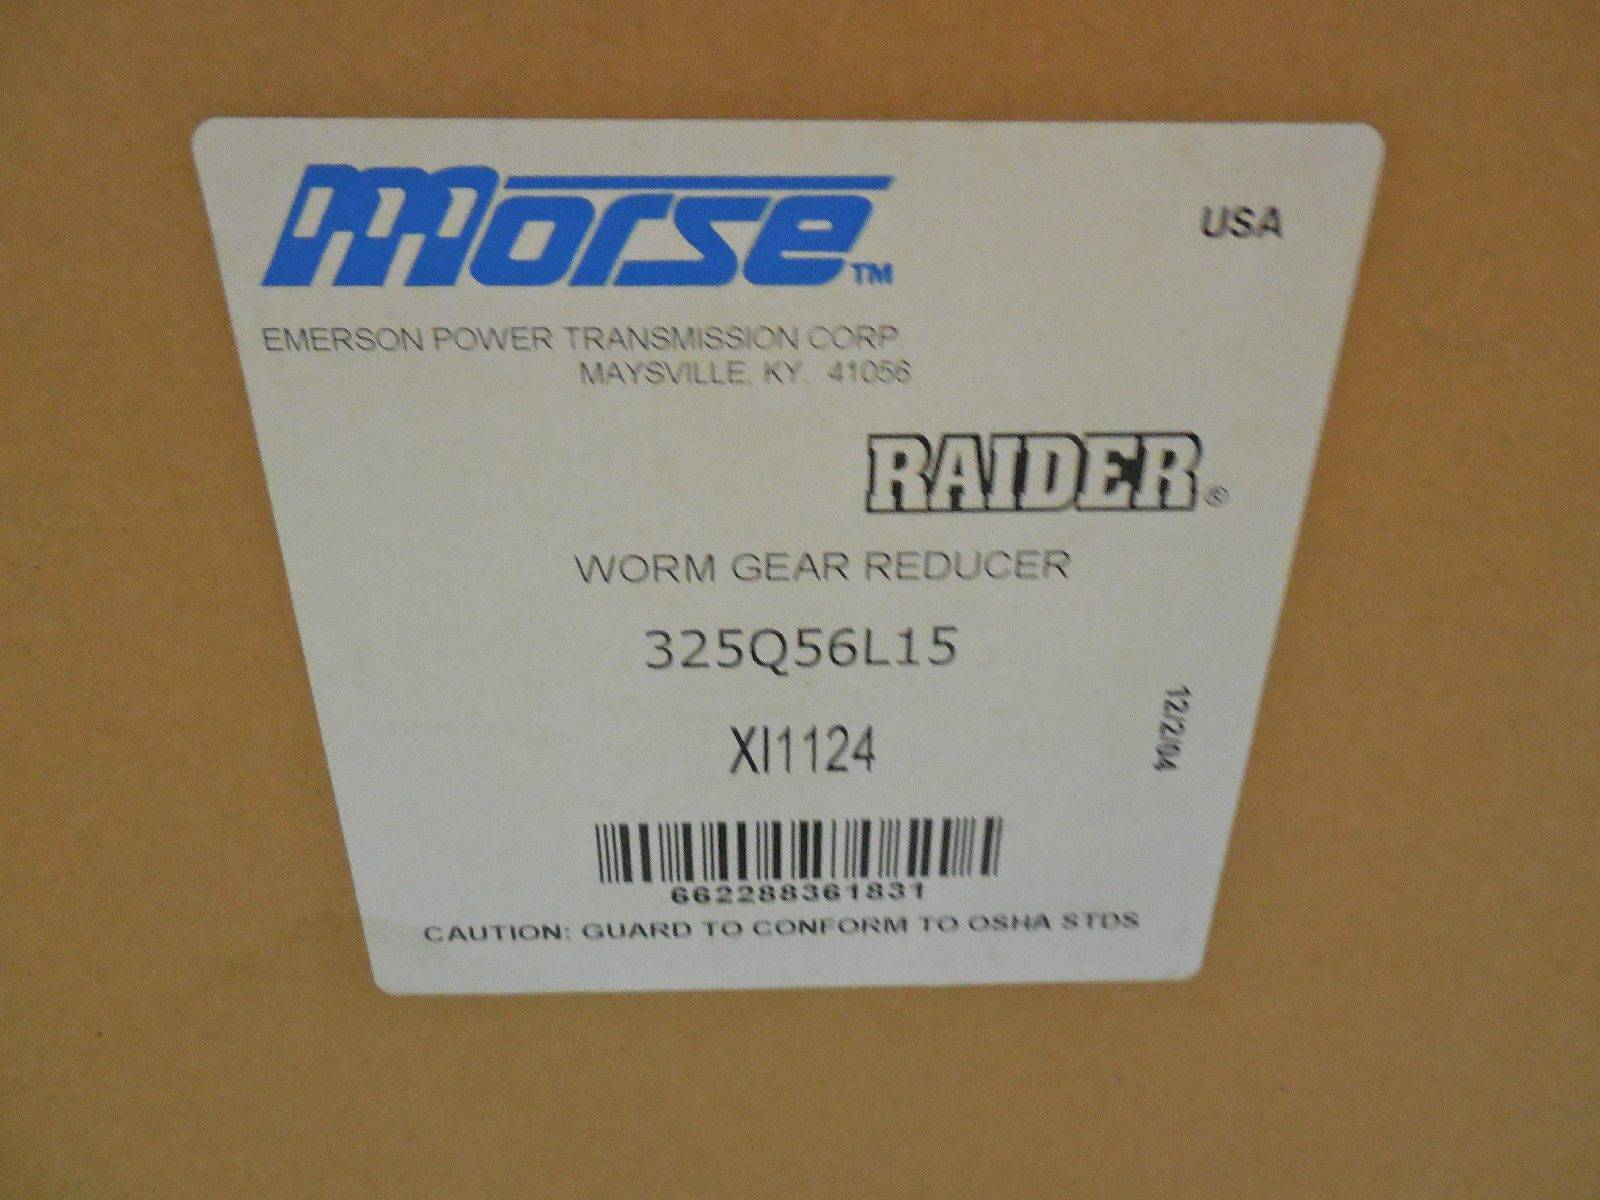 morse™
USA
EMERSON POWER TRANSMISSION CORP.
MAYSVILLE, KY. 41056
RAIDER®
WORM GEAR REDUCER
325Q56L15
XI1124
12/2/04
662288361831
CAUTION: GUARD TO CONFORM TO OSHA STDS